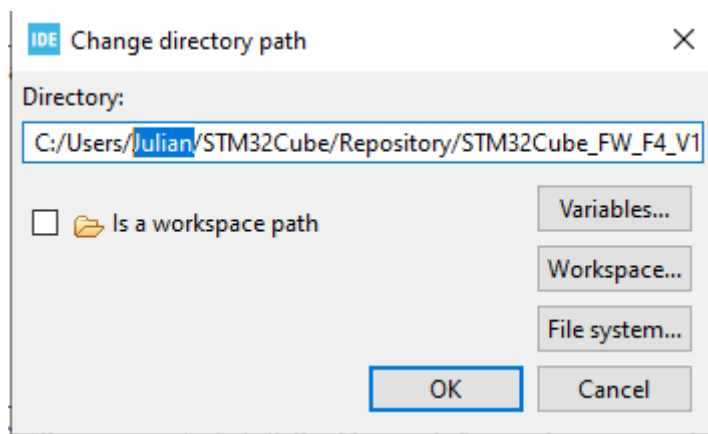 IDE Change directory path
Directory:
C:/Users/Julian/STM32Cube/Repository/STM32Cube_FW_F4_V1
Is a workspace path
Variables...
Workspace...
File system...
OK
Cancel